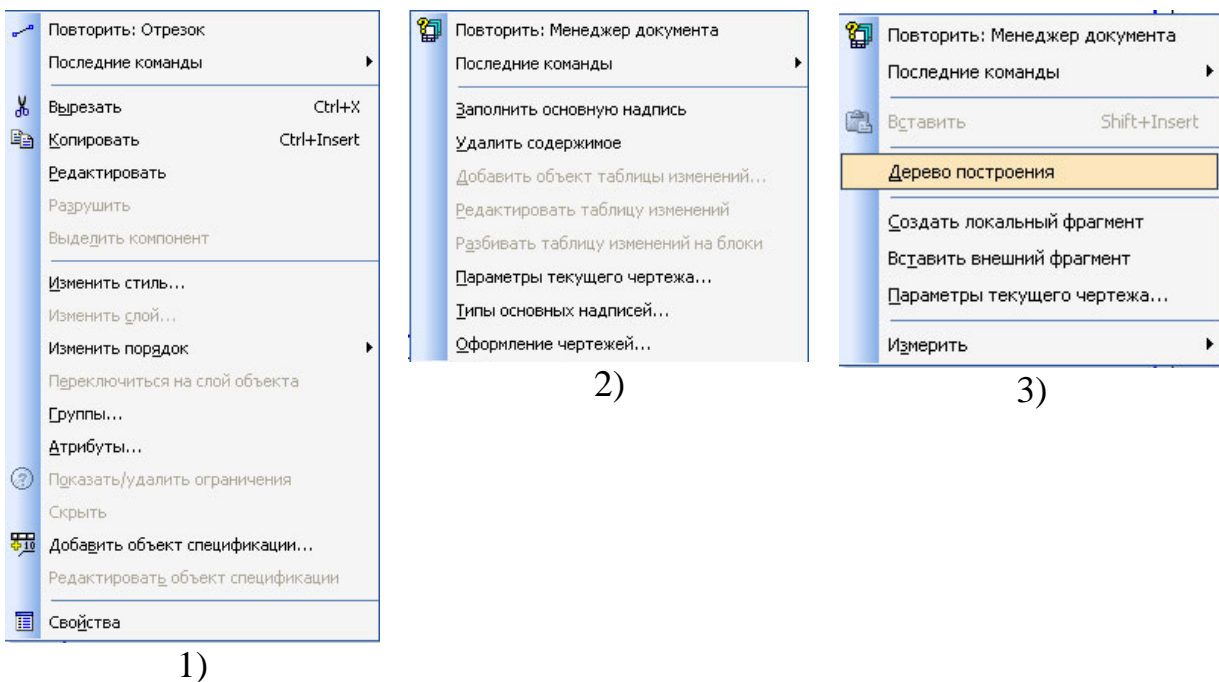 Повторить: Отрезок
Последние команды
Вырезать Ctrl+X
Копировать Ctrl+Insert
Редактировать
Разрушить
Выделить компонент
Изменить стиль...
Изменить слой...
Изменить порядок
Переключиться на слой объекта
Группы...
Атрибуты...
Показать/удалить ограничения
Скрыть
Добавить объект спецификации...
Редактировать объект спецификации
Свойства
1)
Повторить: Менеджер документа
Последние команды
Заполнить основную надпись
Удалить содержимое
Добавить объект таблицы изменений...
Редактировать таблицу изменений
Разбивать таблицу изменений на блоки
Параметры текущего чертежа...
Типы основных надписей...
Оформление чертежей...
2)
Повторить: Менеджер документа
Последние команды
Вставить Shift+Insert
Дерево построения
Создать локальный фрагмент
Вставить внешний фрагмент
Параметры текущего чертежа...
Измерить
3)